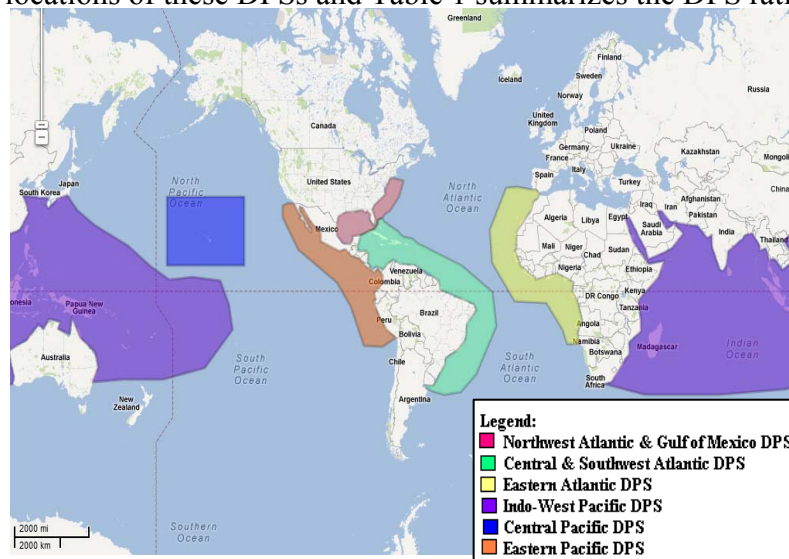 locations of these DPSs and Table 1 summarizes the DPS
Greenland
Iceland
Finland
Sweden
Norway
Russia
United
Kingdom
Canada
Poland
Germany
Ukraine
France
Kazakhstan
Mongolia
Italy
Spain
Turkey
South Korea
Japan
North
Pacific
Ocean
United States
North
Atlantic
Ocean
Afghanistan
Iraq
Iran
Pakistan
China
Algeria
Libya
Egypt
Saudi
Arabia
India
Thailand
Mexico
Mali
Niger
Sudan
Chad
Nigeria
Ethiopia
Venezuela
Colombia
Kenya
DR Congo
Tanzania
Papua New
Guinea
Brazil
Peru
Angola
Bolivia
Namibia
Botswana
Madagascar
Indian
Ocean
Australia
South
Pacific
Ocean
Chile
South
Atlantic
Ocean
South
Africa
New
Zealand
Argentina
Southern
Ocean
2000 mi
2000 km
Legend:
Northwest Atlantic & Gulf of Mexico DPS
Central & Southwest Atlantic DPS
Eastern Atlantic DPS
Indo-West Pacific DPS
Central Pacific DPS
Eastern Pacific DPS